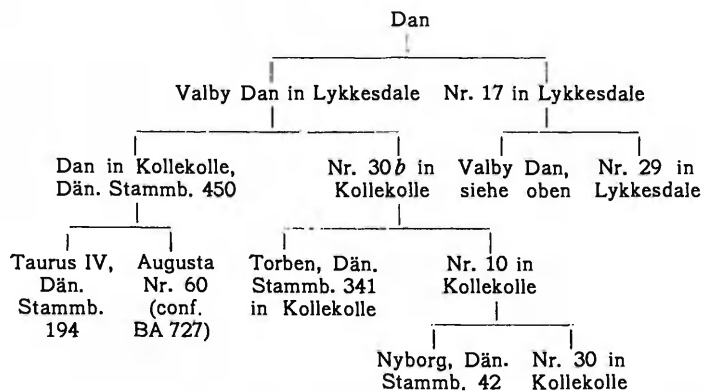 Dan
Valby Dan in Lykkesdale Nr. 17 in Lykkesdale
Dan in Kollekolle,
Dän. Stammb. 450
Nr. 30b in
Kollekolle
Valby Dan,
siehe oben
Nr. 29 in
Lykkesdale
Taurus IV,
Dän.
Stammb.
194
Augusta
Nr. 60
(conf.
BA 727)
Torben, Dän.
Stammb. 341
in Kollekolle
Nr. 10 in
Kollekolle
Nyborg, Dän.
Stammb. 42
Nr. 30 in
Kollekolle